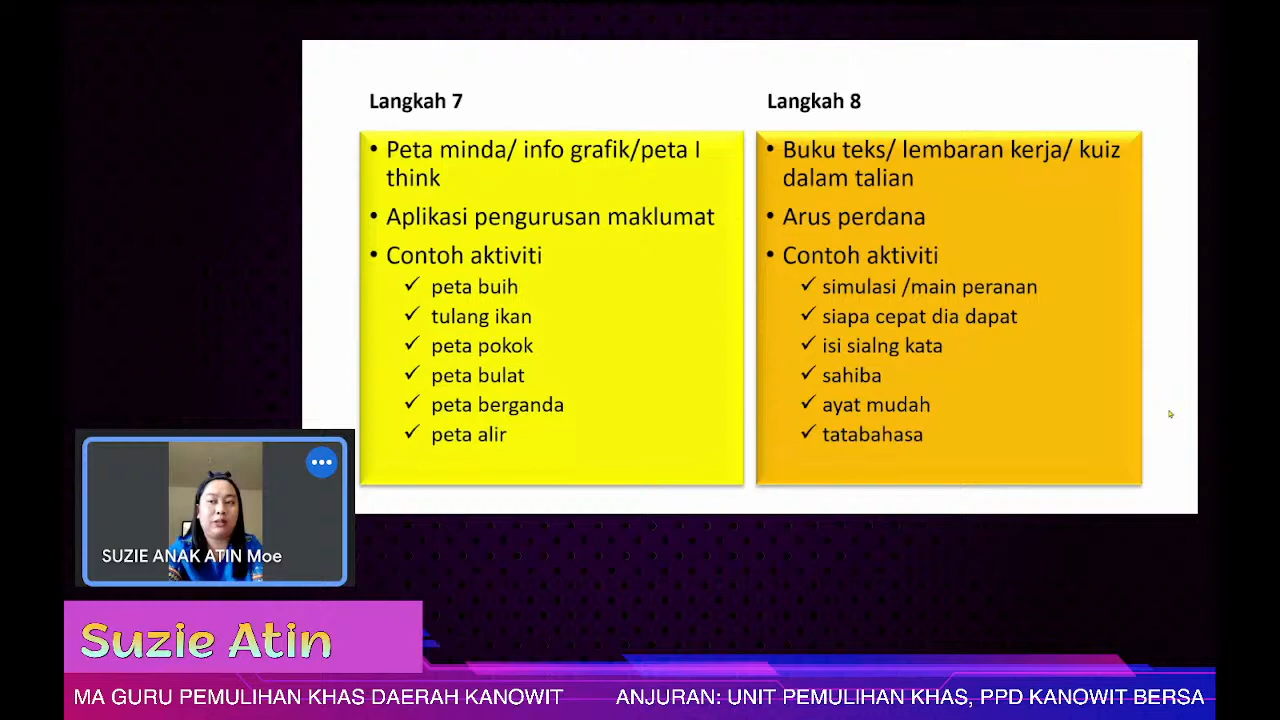 Langkah 7
• Peta minda/ info grafik/peta I
think
• Aplikasi pengurusan maklumat
• Contoh aktiviti
✓ peta buih
✓ tulang ikan
✓ peta pokok
✓ peta bulat
✓ peta berganda
✓ peta alir
Langkah 8
• Buku teks/ lembaran kerja/ kuiz
dalam talian
• Arus perdana
• Contoh aktiviti
✓ simulasi /main peranan
✓ siapa cepat dia dapat
✓ isi sialng kata
✓ sahiba
✓ ayat mudah
✓ tatabahasa
SUZIE ANAK ATIN Moe
Suzie Atin
MA GURU PEMULIHAN KHAS DAERAH KANOWIT ANJURAN: UNIT PEMULIHAN KHAS, PPD KANOWIT BERSA